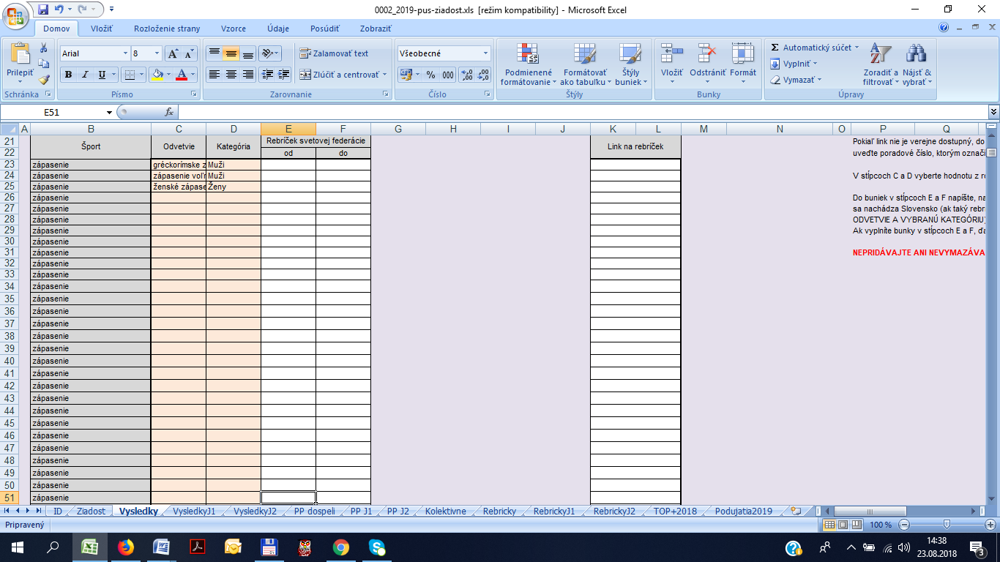 0002_2019-pus-ziadost.xls [režim kompatibility] - Microsoft Excel
Domov Vložiť Rozloženie strany Vzorce Údaje Posúdiť Zobraziť
Prilepiť
Schránka
Arial 8
B I U
Písmo
Zalamovať text
Zlúčiť a centrovať
Zarovnanie
Všeobecné
% 000
Číslo
Podmienené formátovanie
Formátovať ako tabuľku
Štýly buniek
Štýly
Vložiť Odstrániť Formát
Bunky
Σ Automatický súčet
Vyplniť
Vymazať
Zoradiť a filtrovať
Nájsť & vybrať
Úpravy
E51 fx
A B C D E F G H I J K L M N O P Q
21 Šport Odvetvie Kategória Rebríček svetovej federácie Link na rebríček Pokiaľ link nie je verejne dostupný, do
22 od do uveďte poradové číslo, ktorým označi
23 zápasenie gréckorímske z Muži
24 zápasenie zápasenie voľn Muži V stĺpcoch C a D vyberte hodnotu z r
25 zápasenie ženské zápase Ženy
26 zápasenie Do buniek v stĺpcoch E a F napíšte, na
27 zápasenie sa nachádza Slovensko (ak taký rebr
28 zápasenie ODVETVIE A VYBRANÚ KATEGÓRIU)
29 zápasenie Ak vyplníte bunky v stĺpcoch E a F, ďa
30 zápasenie
31 zápasenie NEPRIDÁVAJTE ANI NEVYMAZÁVA
32 zápasenie
33 zápasenie
34 zápasenie
35 zápasenie
36 zápasenie
37 zápasenie
38 zápasenie
39 zápasenie
40 zápasenie
41 zápasenie
42 zápasenie
43 zápasenie
44 zápasenie
45 zápasenie
46 zápasenie
47 zápasenie
48 zápasenie
49 zápasenie
50 zápasenie
51 zápasenie
ID Ziadost Vysledky VysledkyJ1 VysledkyJ2 PP dospeli PP J1 PP J2 Kolektivne Rebricky RebrickyJ1 RebrickyJ2 TOP+2018 Podujatia2019
Pripravený 100 %
14:38
23.08.2018
3